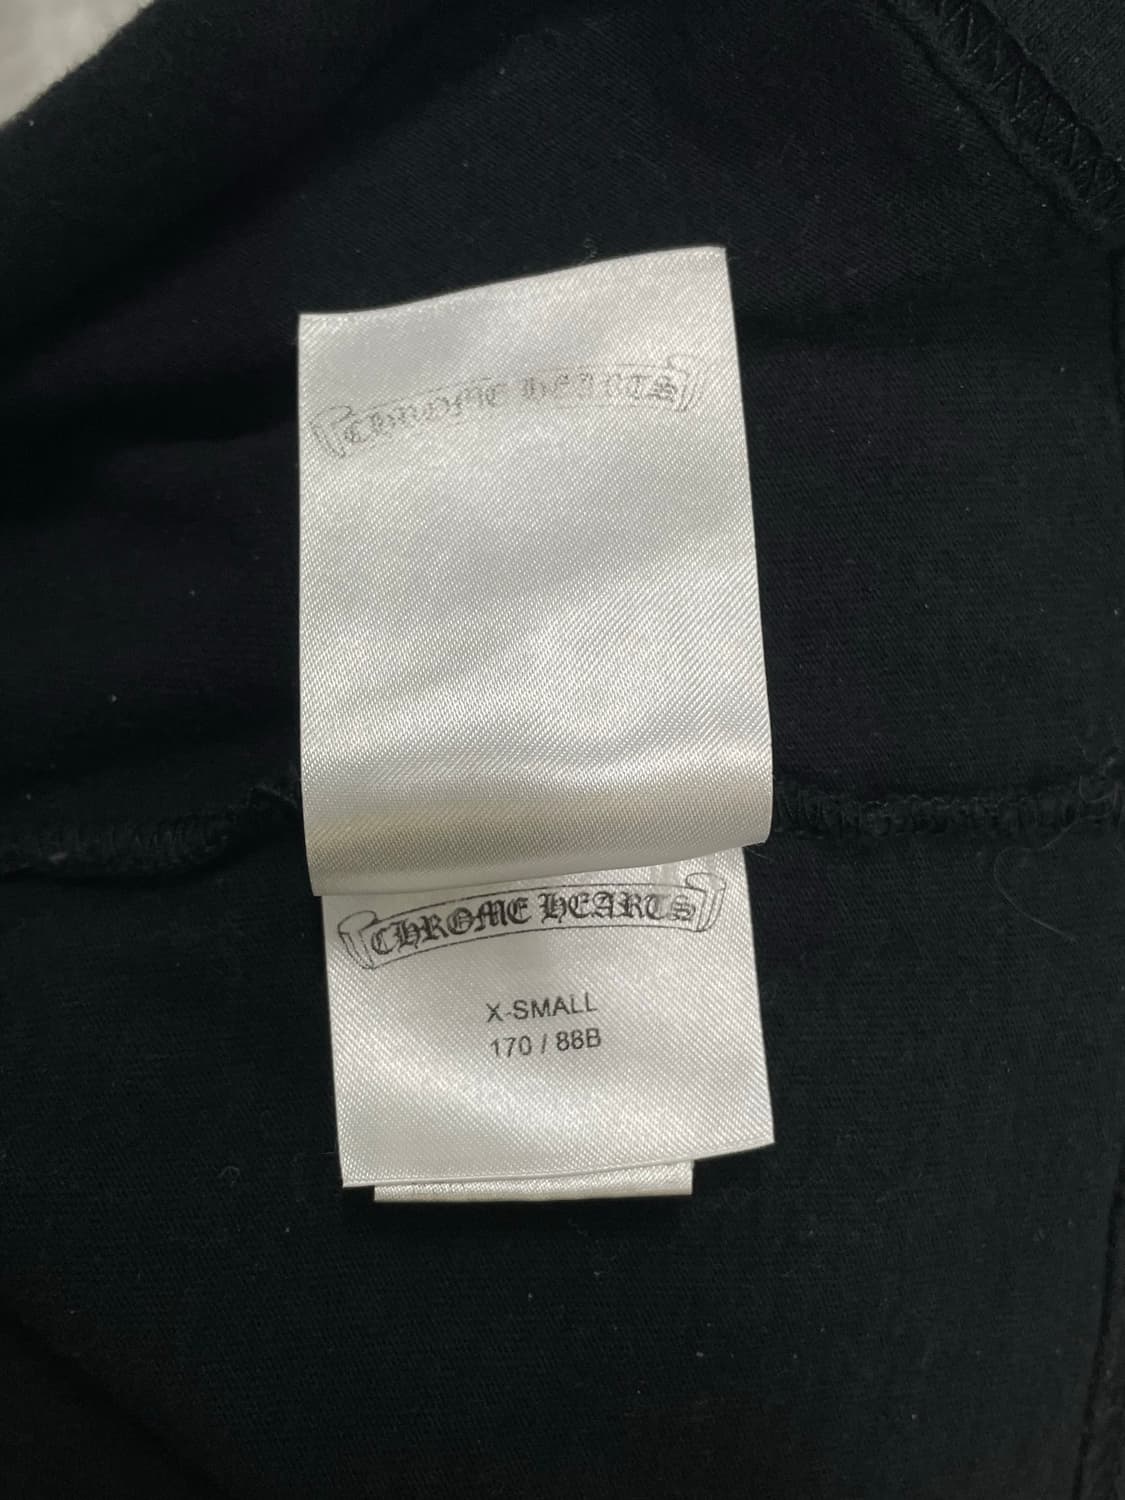 CHROME HEARTS
CHROME HEARTS
X-SMALL
170 / 88B